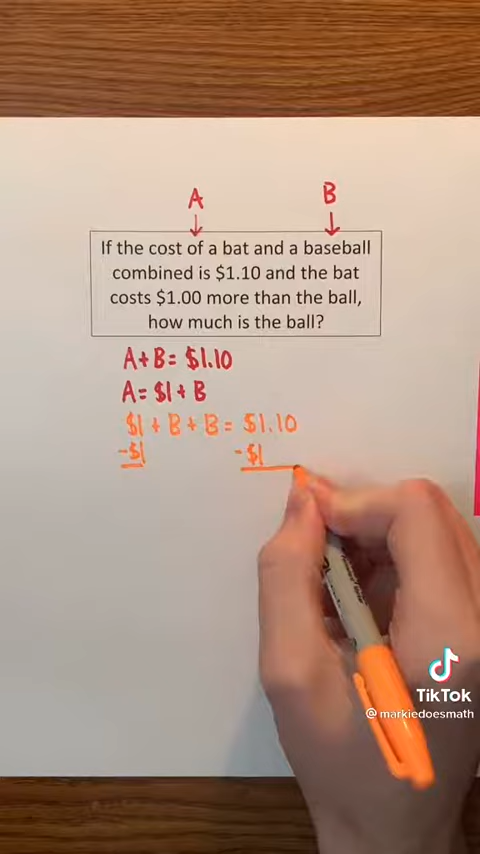 A
B
If the cost of a bat and a baseball
combined is $1.10 and the bat
costs $1.00 more than the ball,
how much is the ball?
A+B= $1.10
A= $1+B
$1 + B + B = $1.10
-$1 -$1
TikTok
@markiedoesmath